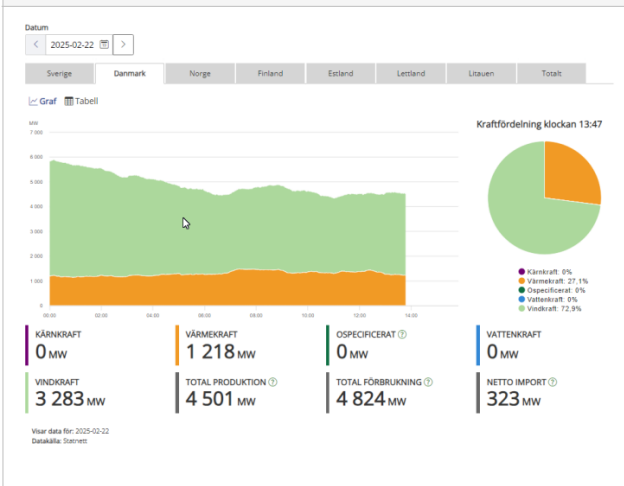 Datum
2025-02-22
Sverige Danmark Norge Finland Estland Lettland Litauen Totalt
Graf Tabell
MW
7 000
6 000
5 000
4 000
3 000
2 000
1 000
0
00:00 02:00 04:00 06:00 08:00 10:00 12:00 14:00
Kraftfördelning klockan 13:47
Kärnkraft: 0%
Värmekraft: 27,1%
Ospecificerat: 0%
Vattenkraft: 0%
Vindkraft: 72,9%
KÄRNKRAFT
0 MW
VÄRMEKRAFT
1 218 MW
OSPECIFICERAT ?
0 MW
VATTENKRAFT
0 MW
VINDKRAFT
3 283 MW
TOTAL PRODUKTION ?
4 501 MW
TOTAL FÖRBRUKNING ?
4 824 MW
NETTO IMPORT ?
323 MW
Visar data för: 2025-02-22
Datakälla: Statnett